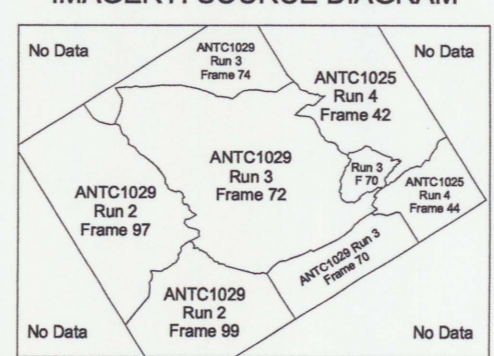 IMAGERY: SOURCE DIAGRAM
No Data
ANTC1029
Run 3
Frame 74
No Data
ANTC1025
Run 4
Frame 42
ANTC1029
Run 3
Frame 72
Run 3
F 70
ANTC1025
Run 4
Frame 44
ANTC1029
Run 2
Frame 97
ANTC1029 Run 3
Frame 70
ANTC1029
Run 2
Frame 99
No Data
No Data